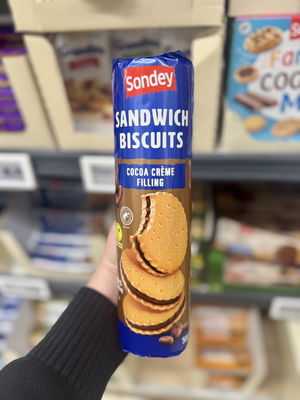 Sondey
SANDWICH
BISCUITS
COCOA CRÈME
FILLING